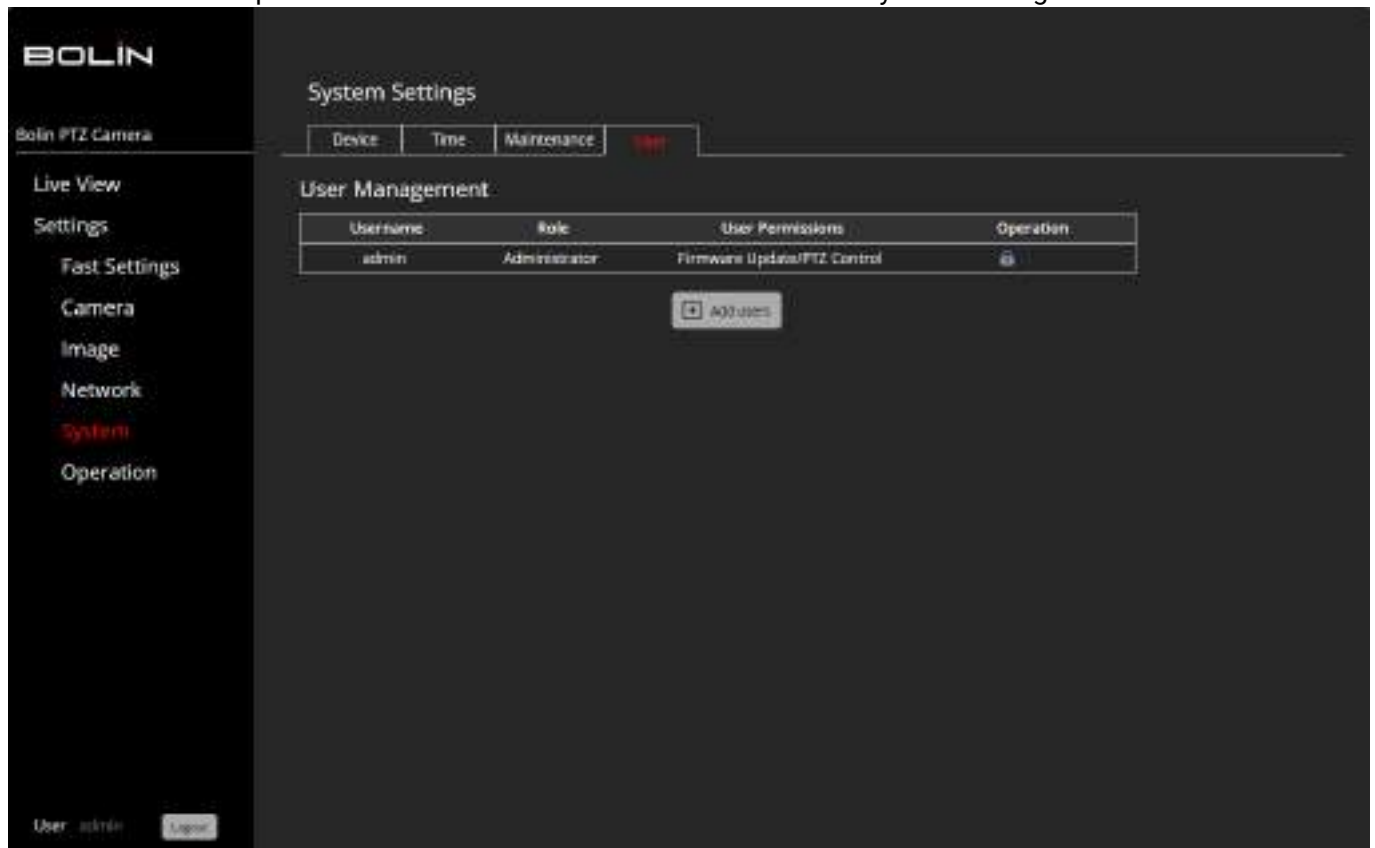 BOLIN
Bolin PTZ Camera
Live View
Settings
Fast Settings
Camera
Image
Network
System
Operation
User admin Logout
System Settings
Device Time Maintenance User
User Management
Username Role User Permissions Operation
admin Administrator Firmware Update/PTZ Control
Add users